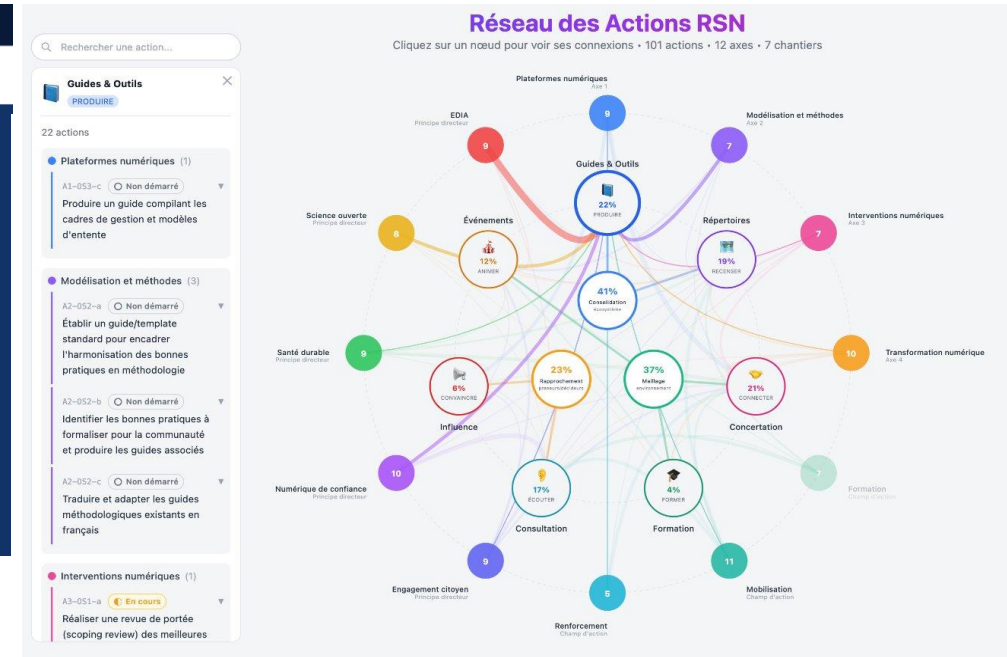 Réseau des Actions RSN
Cliquez sur un nœud pour voir ses connexions • 101 actions • 12 axes • 7 chantiers
Rechercher une action...
Guides & Outils
PRODUIRE
22 actions
Plateformes numériques (1)
A1-OS3-c Non démarré
Produire un guide compilant les
cadres de gestion et modèles
d'entente
Modélisation et méthodes (3)
A2-OS2-a Non démarré
Établir un guide/template
standard pour encadrer
l'harmonisation des bonnes
pratiques en méthodologie
A2-OS2-b Non démarré
Identifier les bonnes pratiques à
formaliser pour la communauté
et produire les guides associés
A2-OS2-c Non démarré
Traduire et adapter les guides
méthodologiques existants en
français
Interventions numériques (1)
A3-OS1-a En cours
Réaliser une revue de portée
(scoping review) des meilleures
Plateformes numériques
Axe 1
9
EDIA
Principe directeur
9
Modélisation et méthodes
Axe 2
7
Guides & Outils
22%
PRODUIRE
Science ouverte
Principe directeur
8
Événements
12%
ANIMER
Répertoires
19%
RECENSER
Interventions numériques
Axe 3
7
41%
Consolidation
écosystème
Santé durable
Principe directeur
9
23%
Rapprochement
preneurs/décideurs
37%
Maillage
environnement
Transformation numérique
Axe 4
10
6%
CONVAINCRE
Influence
21%
CONNECTER
Concertation
Numérique de confiance
Principe directeur
10
17%
ÉCOUTER
Consultation
4%
FORMER
Formation
7
Formation
Champ d'action
9
Engagement citoyen
Principe directeur
5
Renforcement
Champ d'action
11
Mobilisation
Champ d'action